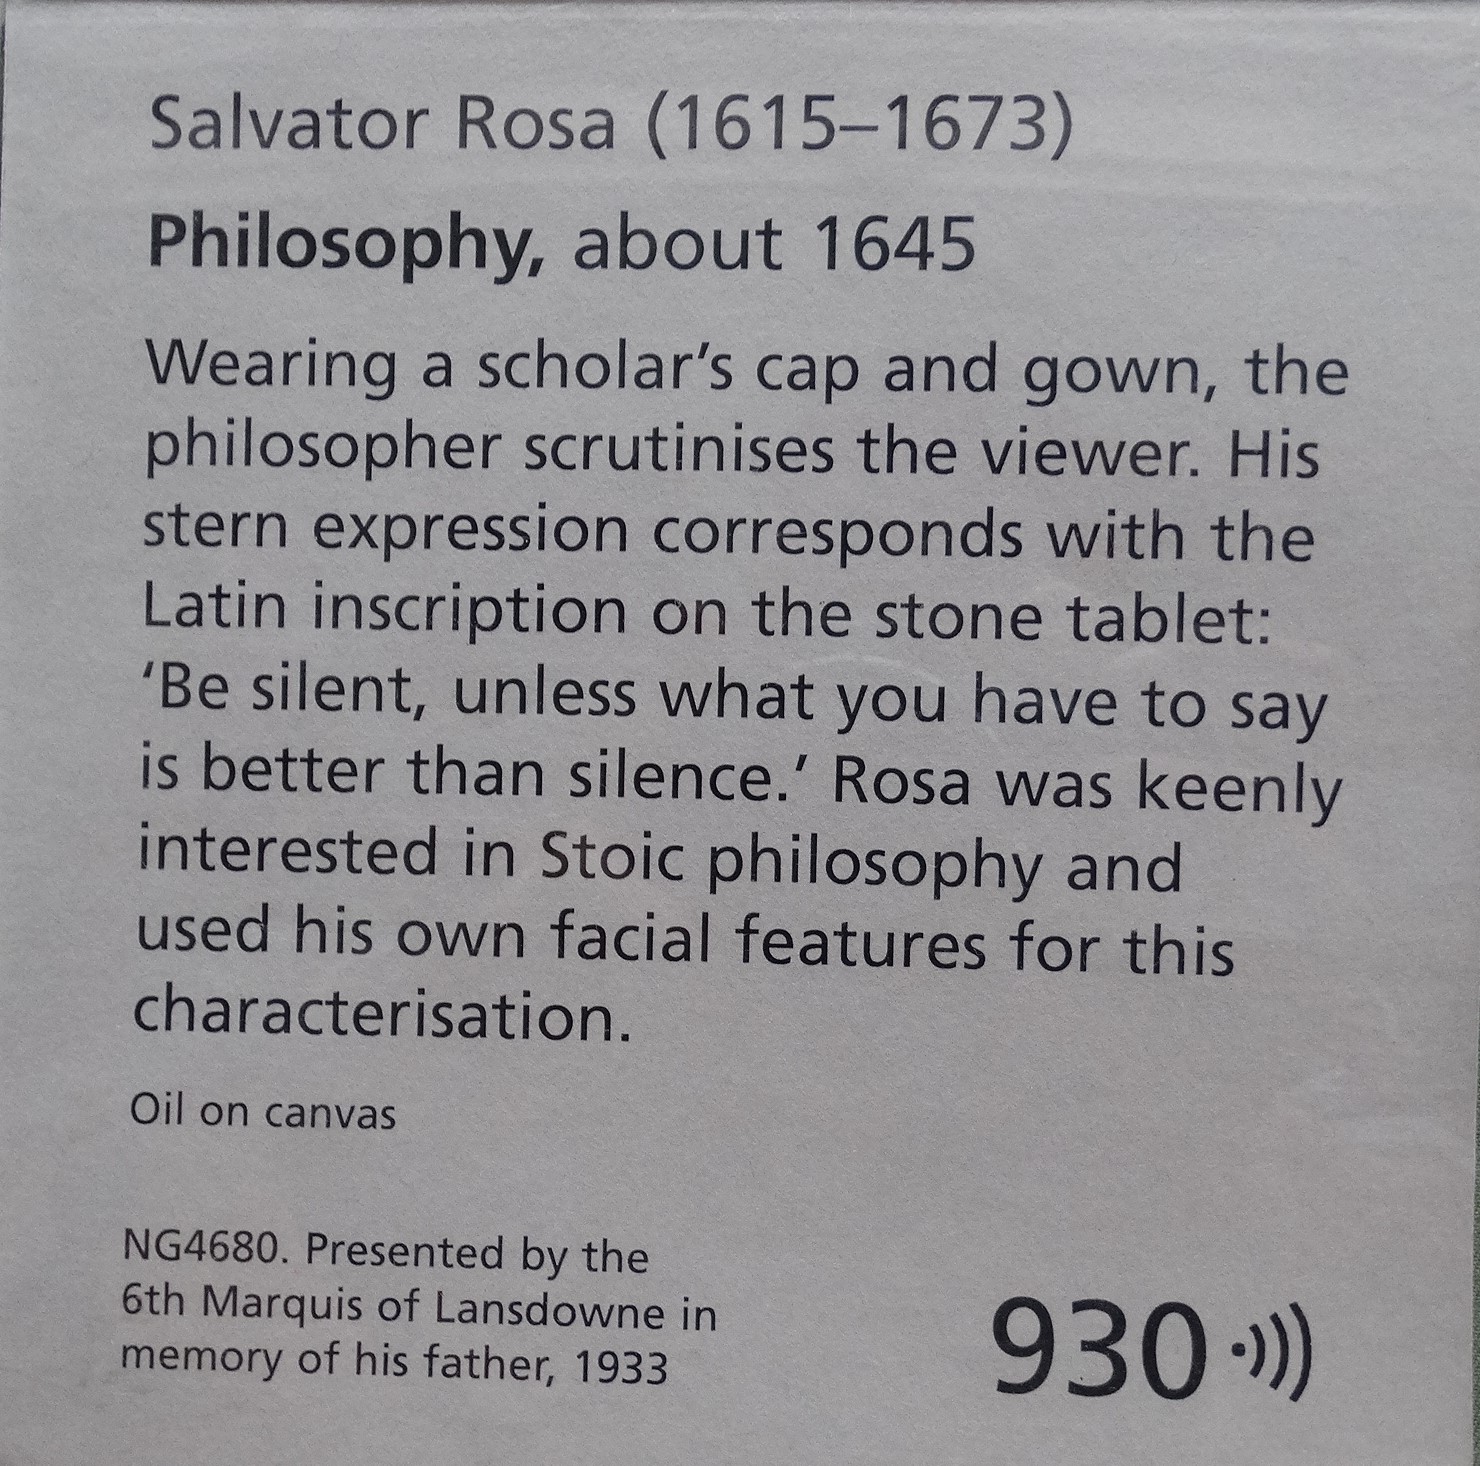 Salvator Rosa (1615–1673)
Philosophy, about 1645
Wearing a scholar’s cap and gown, the
philosopher scrutinises the viewer. His
stern expression corresponds with the
Latin inscription on the stone tablet:
‘Be silent, unless what you have to say
is better than silence.’ Rosa was keenly
interested in Stoic philosophy and
used his own facial features for this
characterisation.
Oil on canvas
NG4680. Presented by the
6th Marquis of Lansdowne in
memory of his father, 1933
930